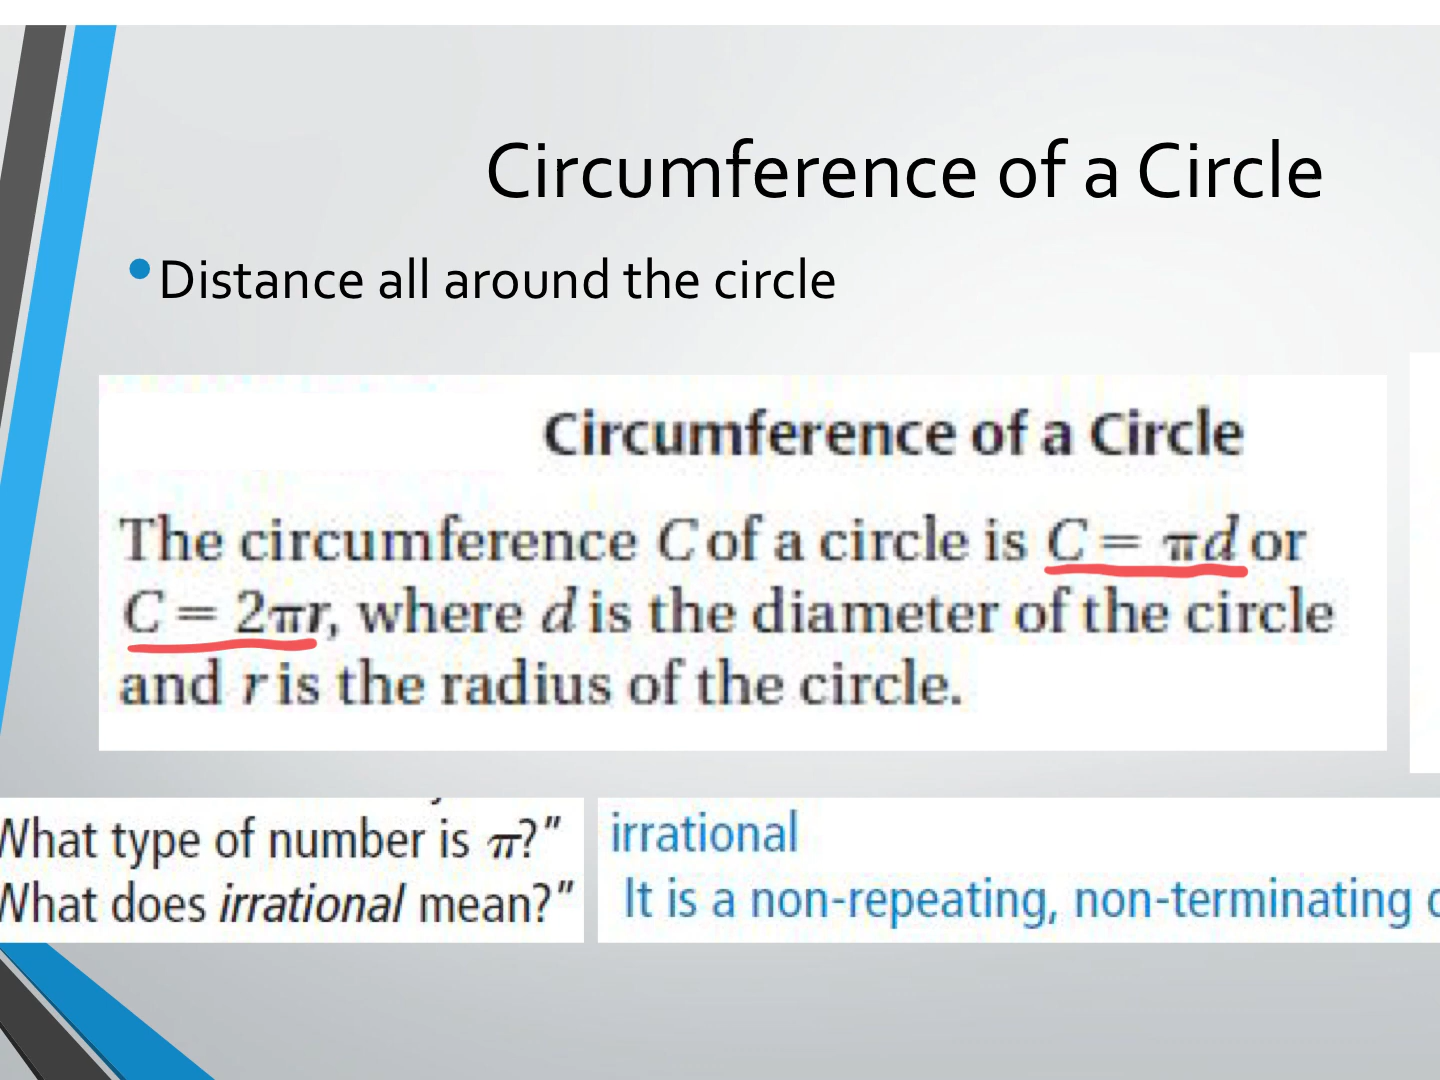 Circumference of a Circle
• Distance all around the circle
Circumference of a Circle
The circumference C of a circle is C = πd or
C = 2πr, where d is the diameter of the circle
and r is the radius of the circle.
What type of number is π?”
What does irrational mean?”
irrational
It is a non-repeating, non-terminating